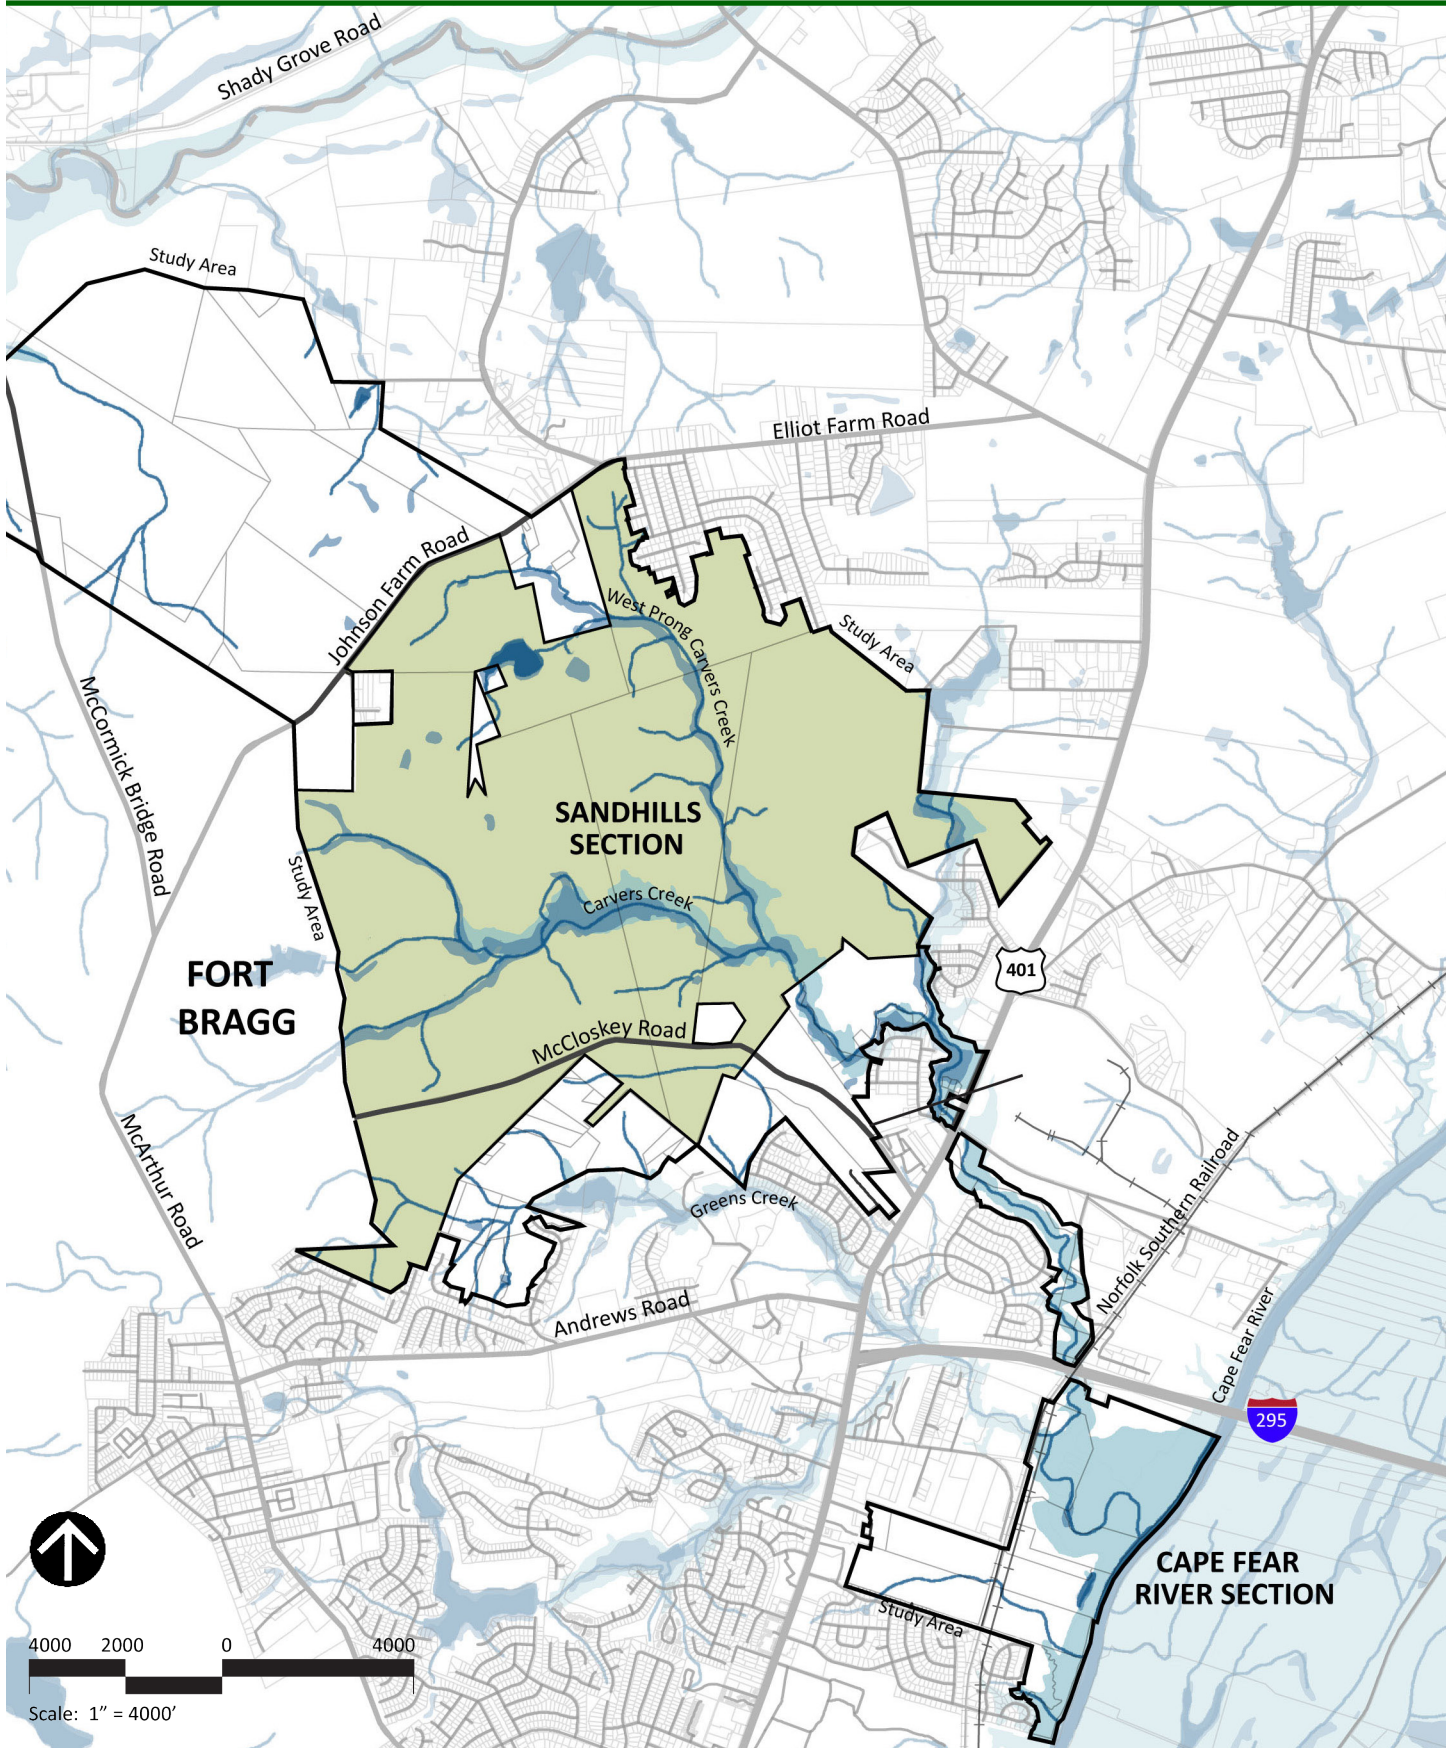 Shady Grove Road
Study Area
Elliot Farm Road
Johnson Farm Road
West Prong Carvers Creek
Study Area
McCormick Bridge Road
SANDHILLS
SECTION
Study Area
Carvers Creek
FORT
BRAGG
401
McCloskey Road
McArthur Road
Greens Creek
Norfolk Southern Railroad
Andrews Road
Cape Fear River
295
CAPE FEAR
RIVER SECTION
Study Area
4000 2000 0 4000
Scale: 1” = 4000’